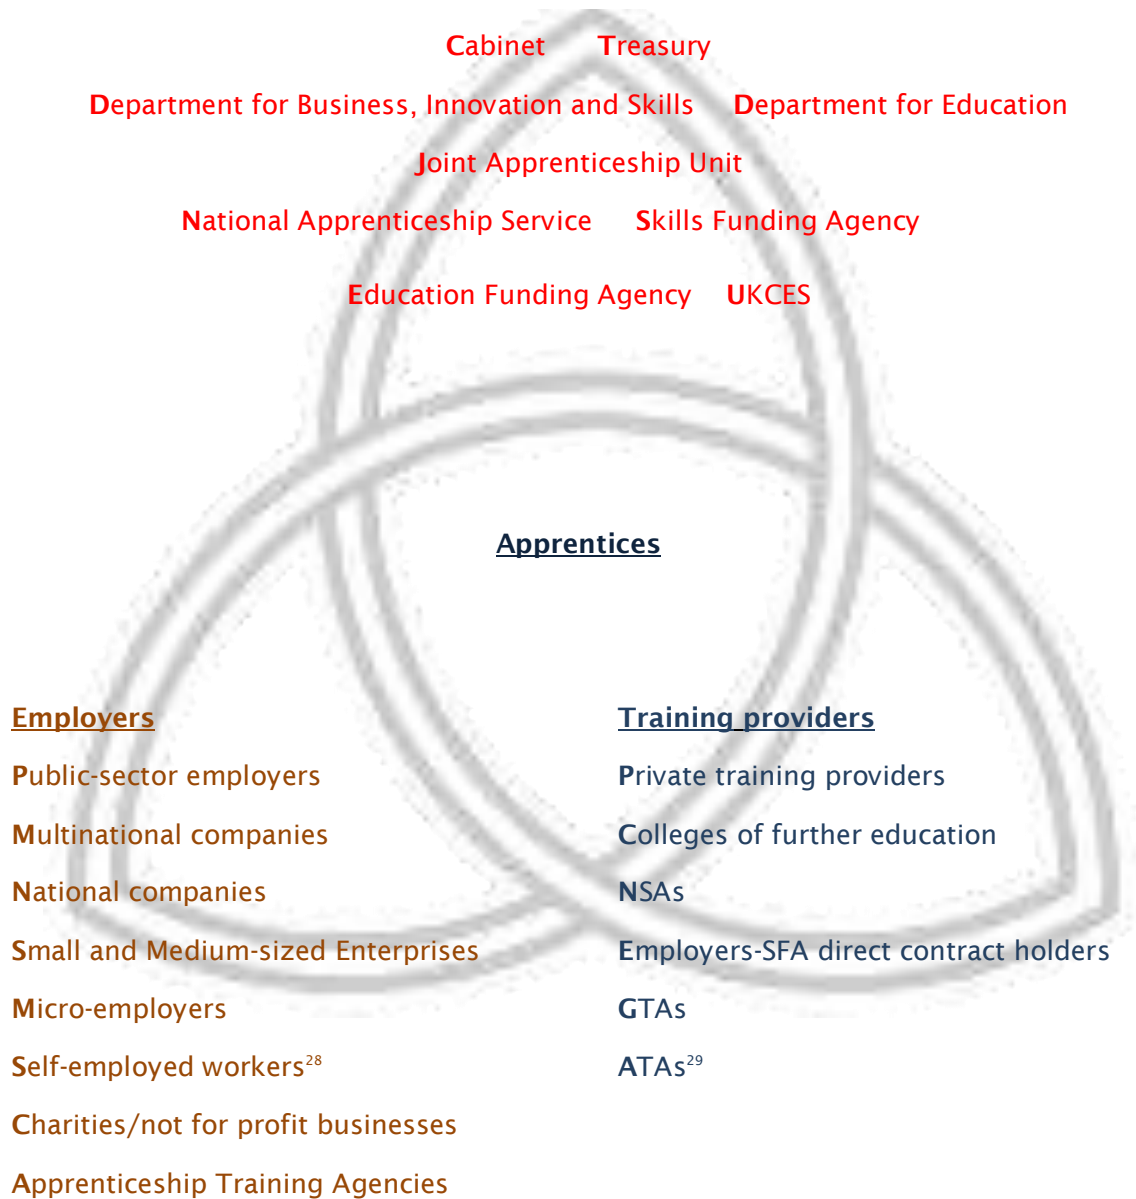 Cabinet Treasury
Department for Business, Innovation and Skills Department for Education
Joint Apprenticeship Unit
National Apprenticeship Service Skills Funding Agency
Education Funding Agency UKCES
Apprentices
Employers
Public-sector employers
Multinational companies
National companies
Small and Medium-sized Enterprises
Micro-employers
Self-employed workers28
Charities/not for profit businesses
Apprenticeship Training Agencies
Training providers
Private training providers
Colleges of further education
NSAs
Employers-SFA direct contract holders
GTAs
ATAs29